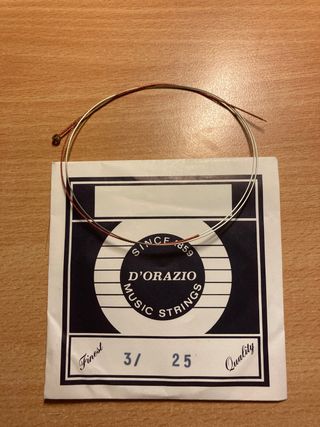 SINCE 1859
D'ORAZIO
MUSIC STRINGS
Finest 3/ 25 Quality